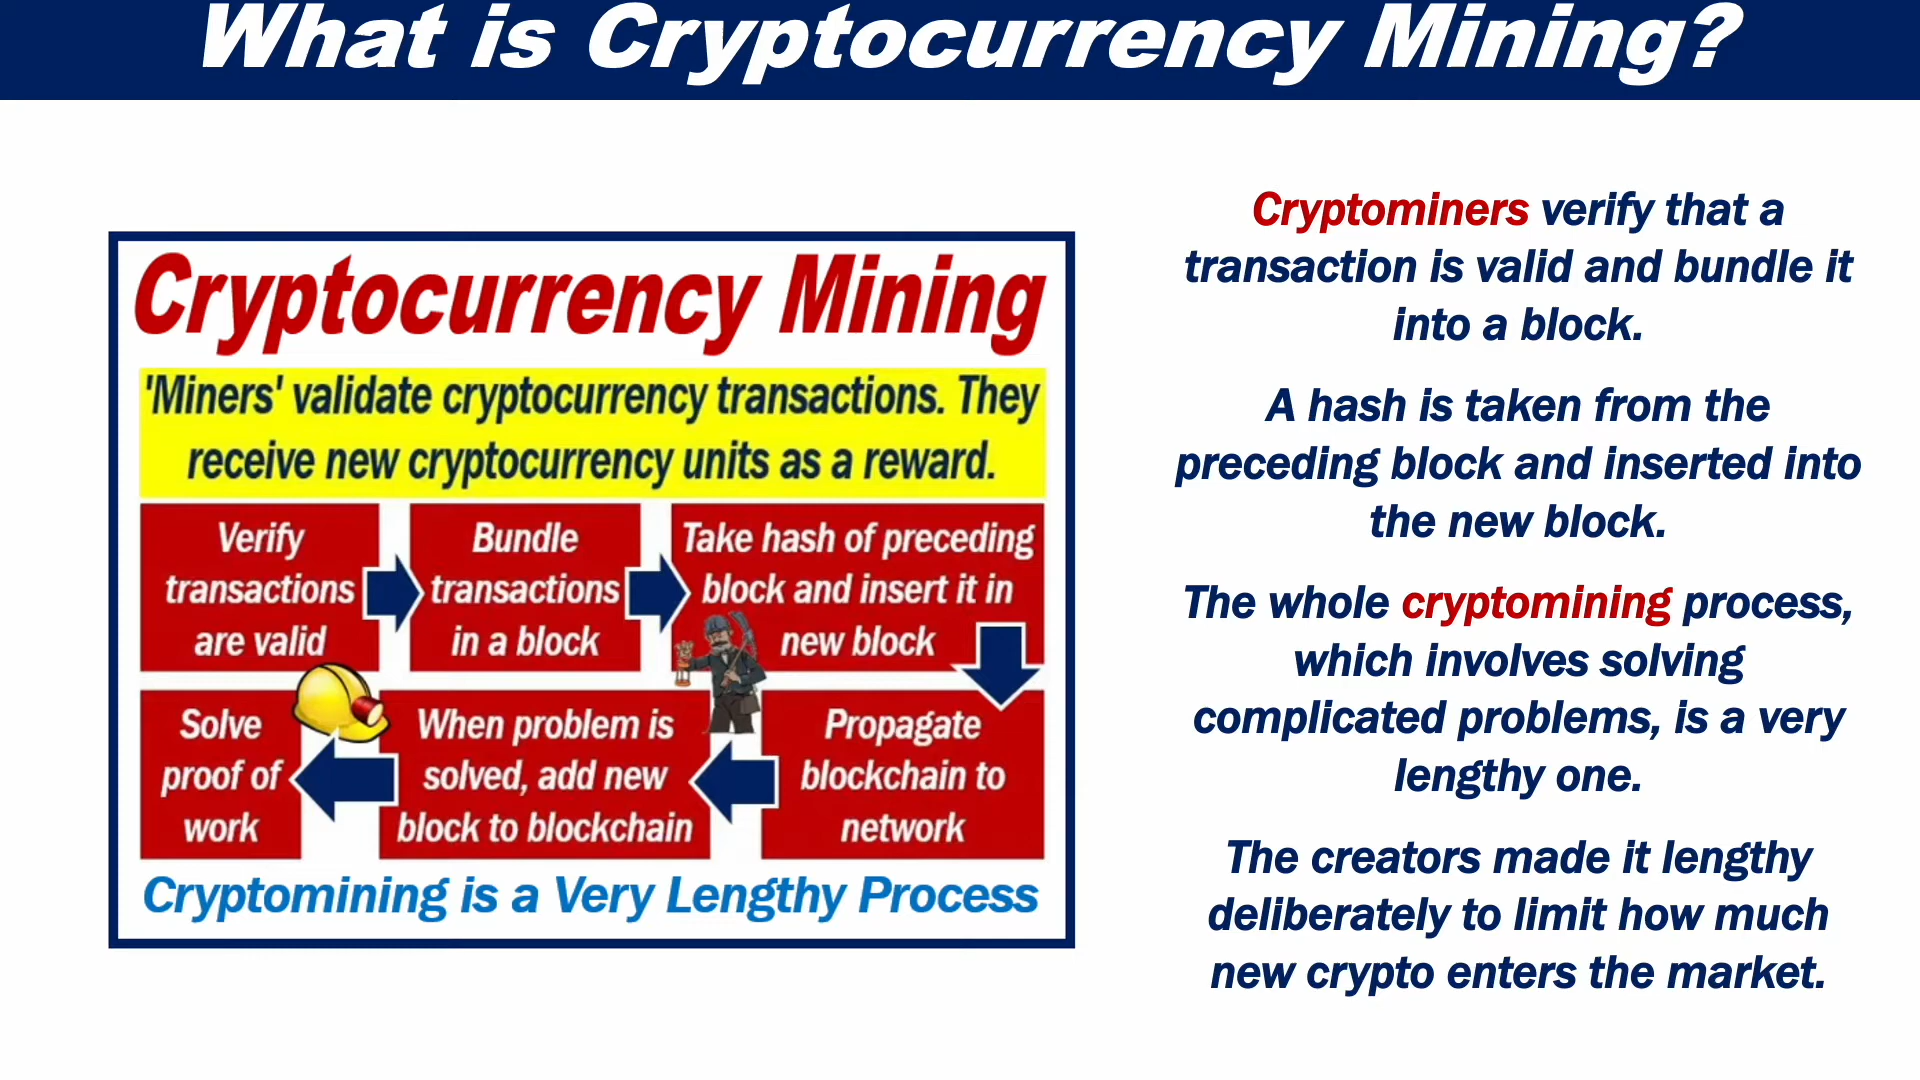 What is Cryptocurrency Mining?
Cryptocurrency Mining
'Miners' validate cryptocurrency transactions. They
receive new cryptocurrency units as a reward.
Verify
transactions
are valid
Bundle
transactions
in a block
Take hash of preceding
block and insert it in
new block
Solve
proof of
work
When problem is
solved, add new
block to blockchain
Propagate
blockchain to
network
Cryptomining is a Very Lengthy Process
Cryptominers verify that a
transaction is valid and bundle it
into a block.
A hash is taken from the
preceding block and inserted into
the new block.
The whole cryptomining process,
which involves solving
complicated problems, is a very
lengthy one.
The creators made it lengthy
deliberately to limit how much
new crypto enters the market.